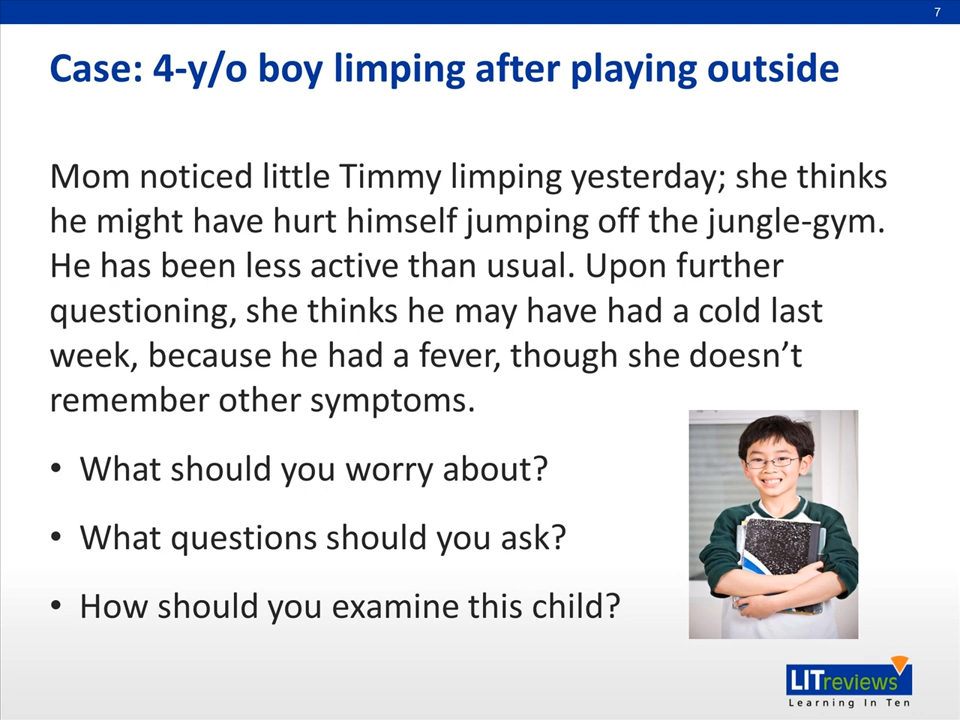 7
Case: 4-y/o boy limping after playing outside
Mom noticed little Timmy limping yesterday; she thinks
he might have hurt himself jumping off the jungle-gym.
He has been less active than usual. Upon further
questioning, she thinks he may have had a cold last
week, because he had a fever, though she doesn’t
remember other symptoms.
• What should you worry about?
• What questions should you ask?
• How should you examine this child?
LITreviews
Learning In Ten